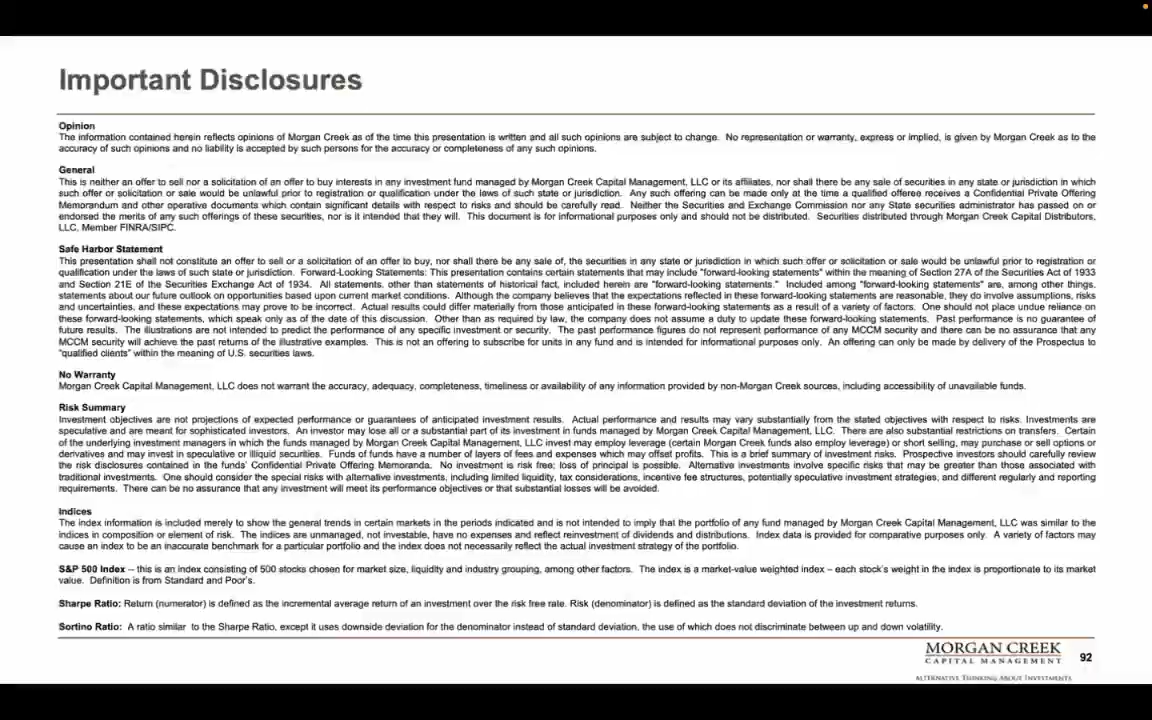 Important Disclosures
Opinion
The information contained herein reflects opinions of Morgan Creek as of the time this presentation is written and all such opinions are subject to change. No representation or warranty, express or implied, is given by Morgan Creek as to the
accuracy of such opinions and no liability is accepted by such persons for the accuracy or completeness of any such opinions.
General
This is neither an offer to sell nor a solicitation of an offer to buy interests in any investment fund managed by Morgan Creek Capital Management, LLC or its affiliates, nor shall there be any sale of securities in any state or jurisdiction in which
such offer or solicitation or sale would be unlawful prior to registration or qualification under the laws of such state or jurisdiction. Any such offering can be made only at the time a qualified offeree receives a Confidential Private Offering
Memorandum and other operative documents which contain significant details with respect to risks and should be carefully read. Neither the Securities and Exchange Commission nor any State securities administrator has passed on or
endorsed the merits of any such offerings of these securities, nor is it intended that they will. This document is for informational purposes only and should not be distributed. Securities distributed through Morgan Creek Capital Distributors,
LLC, Member FINRA/SIPC.
Safe Harbor Statement
This presentation shall not constitute an offer to sell or a solicitation of an offer to buy, nor shall there be any sale of, the securities in any state or jurisdiction in which such offer or solicitation or sale would be unlawful prior to registration or
qualification under the laws of such state or jurisdiction. Forward-Looking Statements: This presentation contains certain statements that may include "forward-looking statements" within the meaning of Section 27A of the Securities Act of 1933
and Section 21E of the Securities Exchange Act of 1934. All statements, other than statements of historical fact, included herein are "forward-looking statements." Included among "forward-looking statements" are, among other things,
statements about our future outlook on opportunities based upon current market conditions. Although the company believes that the expectations reflected in these forward-looking statements are reasonable, they do involve assumptions, risks
and uncertainties, and these expectations may prove to be incorrect. Actual results could differ materially from those anticipated in these forward-looking statements as a result of a variety of factors. One should not place undue reliance on
these forward-looking statements, which speak only as of the date of this discussion. Other than as required by law, the company does not assume a duty to update these forward-looking statements. Past performance is no guarantee of
future results. The illustrations are not intended to predict the performance of any specific investment or security. The past performance figures do not represent performance of any MCCM security and there can be no assurance that any
MCCM security will achieve the past returns of the illustrative examples. This is not an offering to subscribe for units in any fund and is intended for informational purposes only. An offering can only be made by delivery of the Prospectus to
"qualified clients" within the meaning of U.S. securities laws.
No Warranty
Morgan Creek Capital Management, LLC does not warrant the accuracy, adequacy, completeness, timeliness or availability of any information provided by non-Morgan Creek sources, including accessibility of unavailable funds.
Risk Summary
Investment objectives are not projections of expected performance or guarantees of anticipated investment results. Actual performance and results may vary substantially from the stated objectives with respect to risks. Investments are
speculative and are meant for sophisticated investors. An investor may lose all or a substantial part of its investment in funds managed by Morgan Creek Capital Management, LLC. There are also substantial restrictions on transfers. Certain
of the underlying investment managers in which the funds managed by Morgan Creek Capital Management, LLC invest may employ leverage (certain Morgan Creek funds also employ leverage) or short selling, may purchase or sell options or
derivatives and may invest in speculative or illiquid securities. Funds of funds have a number of layers of fees and expenses which may offset profits. This is a brief summary of investment risks. Prospective investors should carefully review
the risk disclosures contained in the funds' Confidential Private Offering Memoranda. No investment is risk free; loss of principal is possible. Alternative investments involve specific risks that may be greater than those associated with
traditional investments. One should consider the special risks with alternative investments, including limited liquidity, tax considerations, incentive fee structures, potentially speculative investment strategies, and different regularly and reporting
requirements. There can be no assurance that any investment will meet its performance objectives or that substantial losses will be avoided.
Indices
The index information is included merely to show the general trends in certain markets in the periods indicated and is not intended to imply that the portfolio of any fund managed by Morgan Creek Capital Management, LLC was similar to the
indices in composition or element of risk. The indices are unmanaged, not investable, have no expenses and reflect reinvestment of dividends and distributions. Index data is provided for comparative purposes only. A variety of factors may
cause an index to be an inaccurate benchmark for a particular portfolio and the index does not necessarily reflect the actual investment strategy of the portfolio.
S&P 500 Index – this is an index consisting of 500 stocks chosen for market size, liquidity and industry grouping, among other factors. The index is a market-value weighted index – each stock's weight in the index is proportionate to its market
value. Definition is from Standard and Poor's.
Sharpe Ratio: Return (numerator) is defined as the incremental average return of an investment over the risk free rate. Risk (denominator) is defined as the standard deviation of the investment returns.
Sortino Ratio: A ratio similar to the Sharpe Ratio, except it uses downside deviation for the denominator instead of standard deviation, the use of which does not discriminate between up and down volatility.
MORGAN CREEK
CAPITAL MANAGEMENT
92
ALTERNATIVE THINKING ABOUT INVESTMENTS